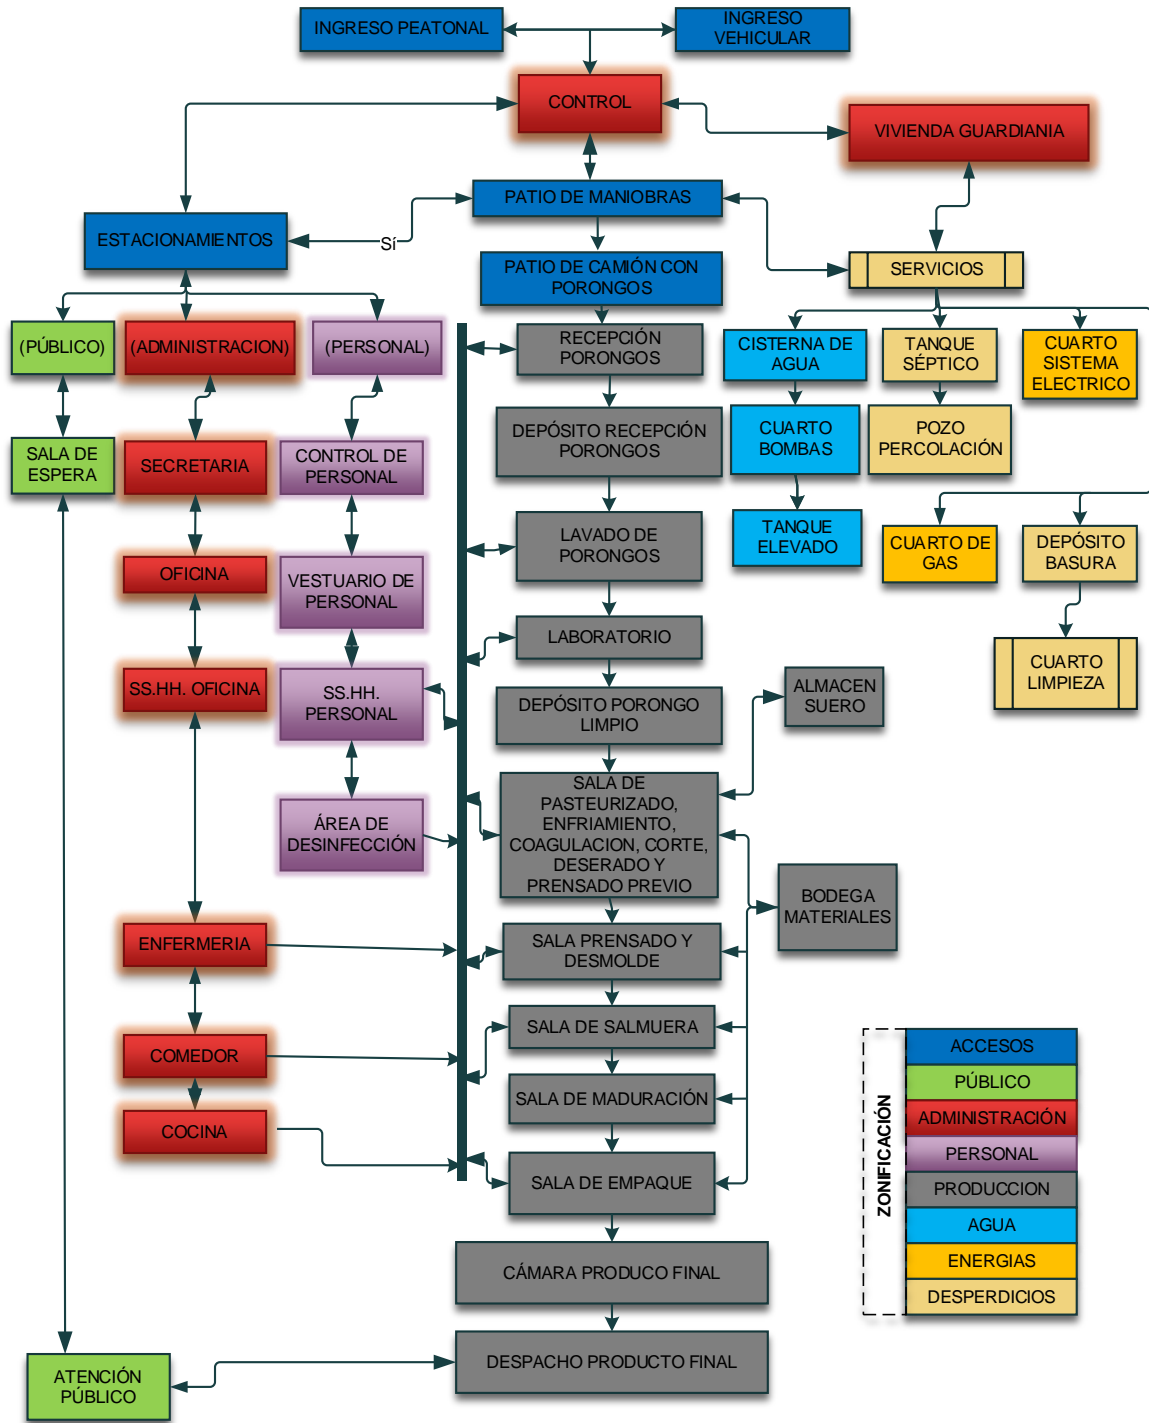 INGRESO PEATONAL
INGRESO
VEHICULAR
CONTROL
VIVIENDA GUARDIANIA
PATIO DE MANIOBRAS
ESTACIONAMIENTOS
Sí
PATIO DE CAMIÓN CON
PORONGOS
SERVICIOS
(PÚBLICO)
(ADMINISTRACION)
(PERSONAL)
RECEPCIÓN
PORONGOS
CISTERNA DE
AGUA
TANQUE
SÉPTICO
CUARTO
SISTEMA
ELECTRICO
SALA DE
ESPERA
SECRETARIA
CONTROL DE
PERSONAL
DEPÓSITO RECEPCIÓN
PORONGOS
CUARTO
BOMBAS
POZO
PERCOLACIÓN
OFICINA
VESTUARIO DE
PERSONAL
LAVADO DE
PORONGOS
TANQUE
ELEVADO
CUARTO DE
GAS
DEPÓSITO
BASURA
LABORATORIO
CUARTO
LIMPIEZA
SS.HH. OFICINA
SS.HH.
PERSONAL
DEPÓSITO PORONGO
LIMPIO
ALMACEN
SUERO
ÁREA DE
DESINFECCIÓN
SALA DE
PASTEURIZADO,
ENFRIAMIENTO,
COAGULACION, CORTE,
DESERADO Y
PRENSADO PREVIO
BODEGA
MATERIALES
ENFERMERIA
SALA PRENSADO Y
DESMOLDE
COMEDOR
SALA DE SALMUERA
COCINA
SALA DE MADURACIÓN
SALA DE EMPAQUE
CÁMARA PRODUCO FINAL
DESPACHO PRODUCTO FINAL
ATENCIÓN
PÚBLICO
ZONIFICACIÓN
ACCESOS
PÚBLICO
ADMINISTRACIÓN
PERSONAL
PRODUCCION
AGUA
ENERGIAS
DESPERDICIOS